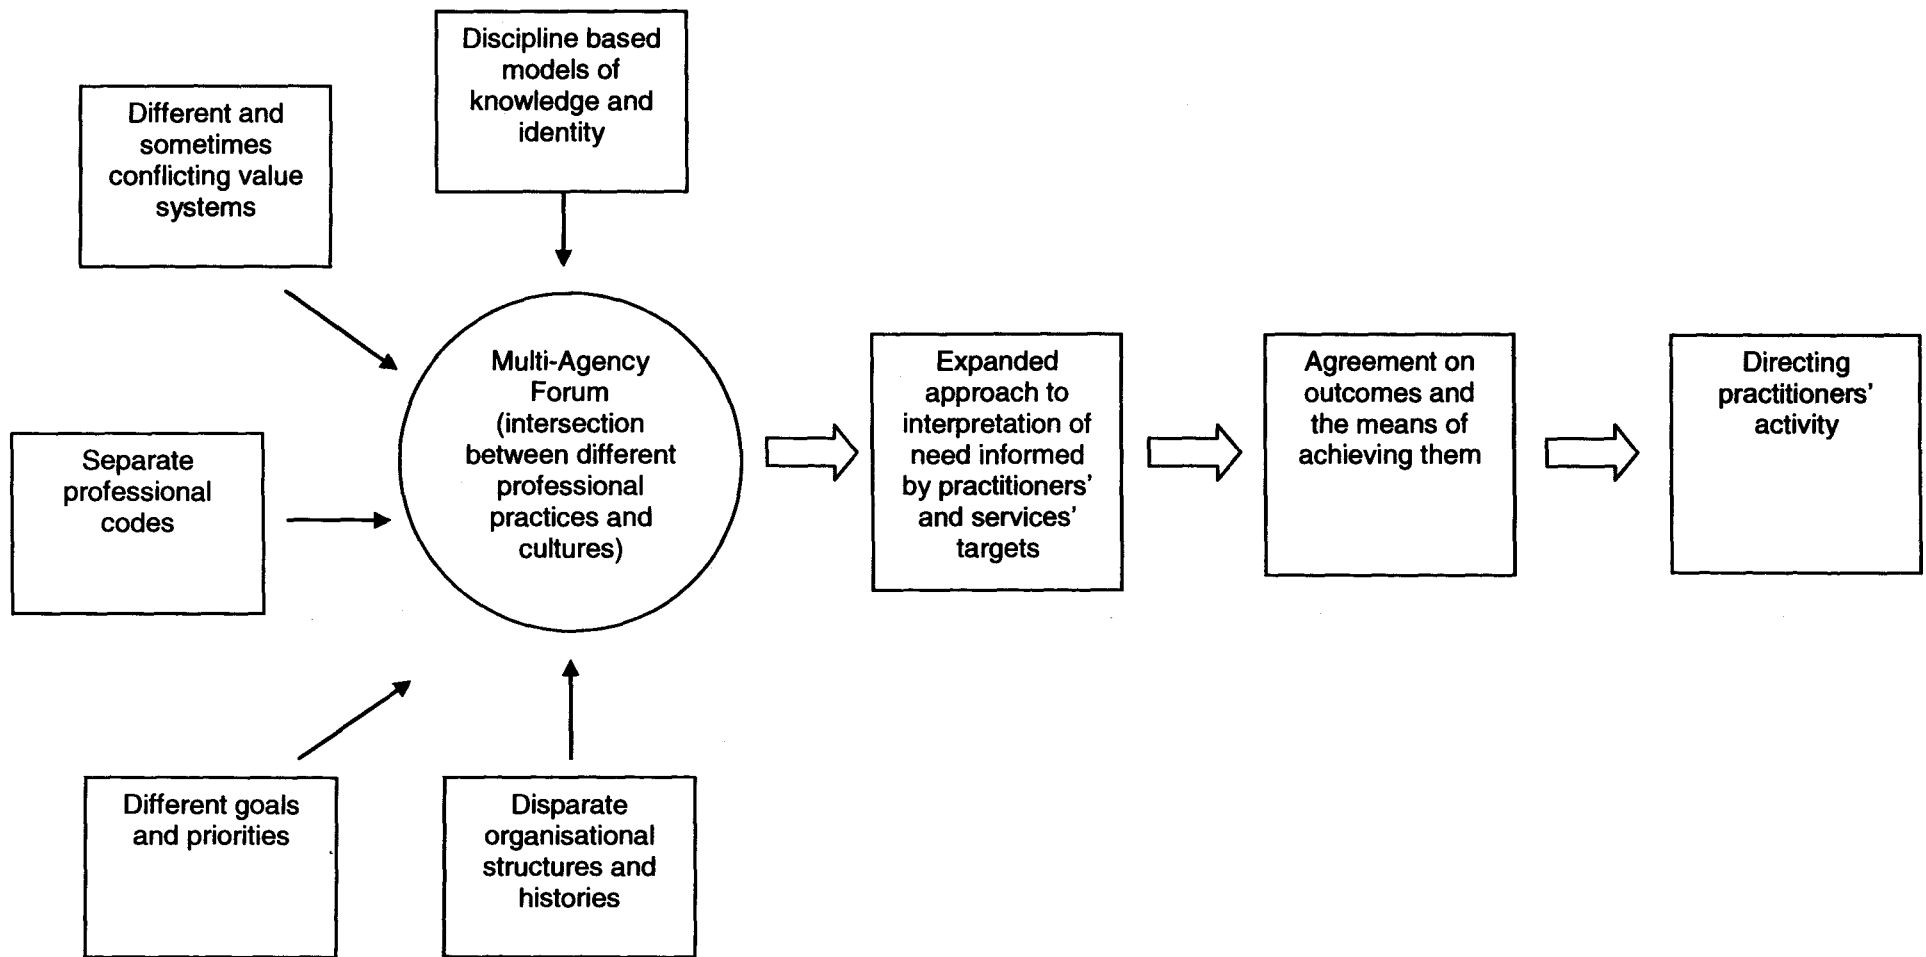 Discipline based
models of
knowledge and
identity
Different and
sometimes
conflicting value
systems
Separate
professional
codes
Different goals
and priorities
Disparate
organisational
structures and
histories
Multi-Agency
Forum
(intersection
between different
professional
practices and
cultures)
Expanded
approach to
interpretation of
need informed
by practitioners’
and services’
targets
Agreement on
outcomes and
the means of
achieving them
Directing
practitioners’
activity